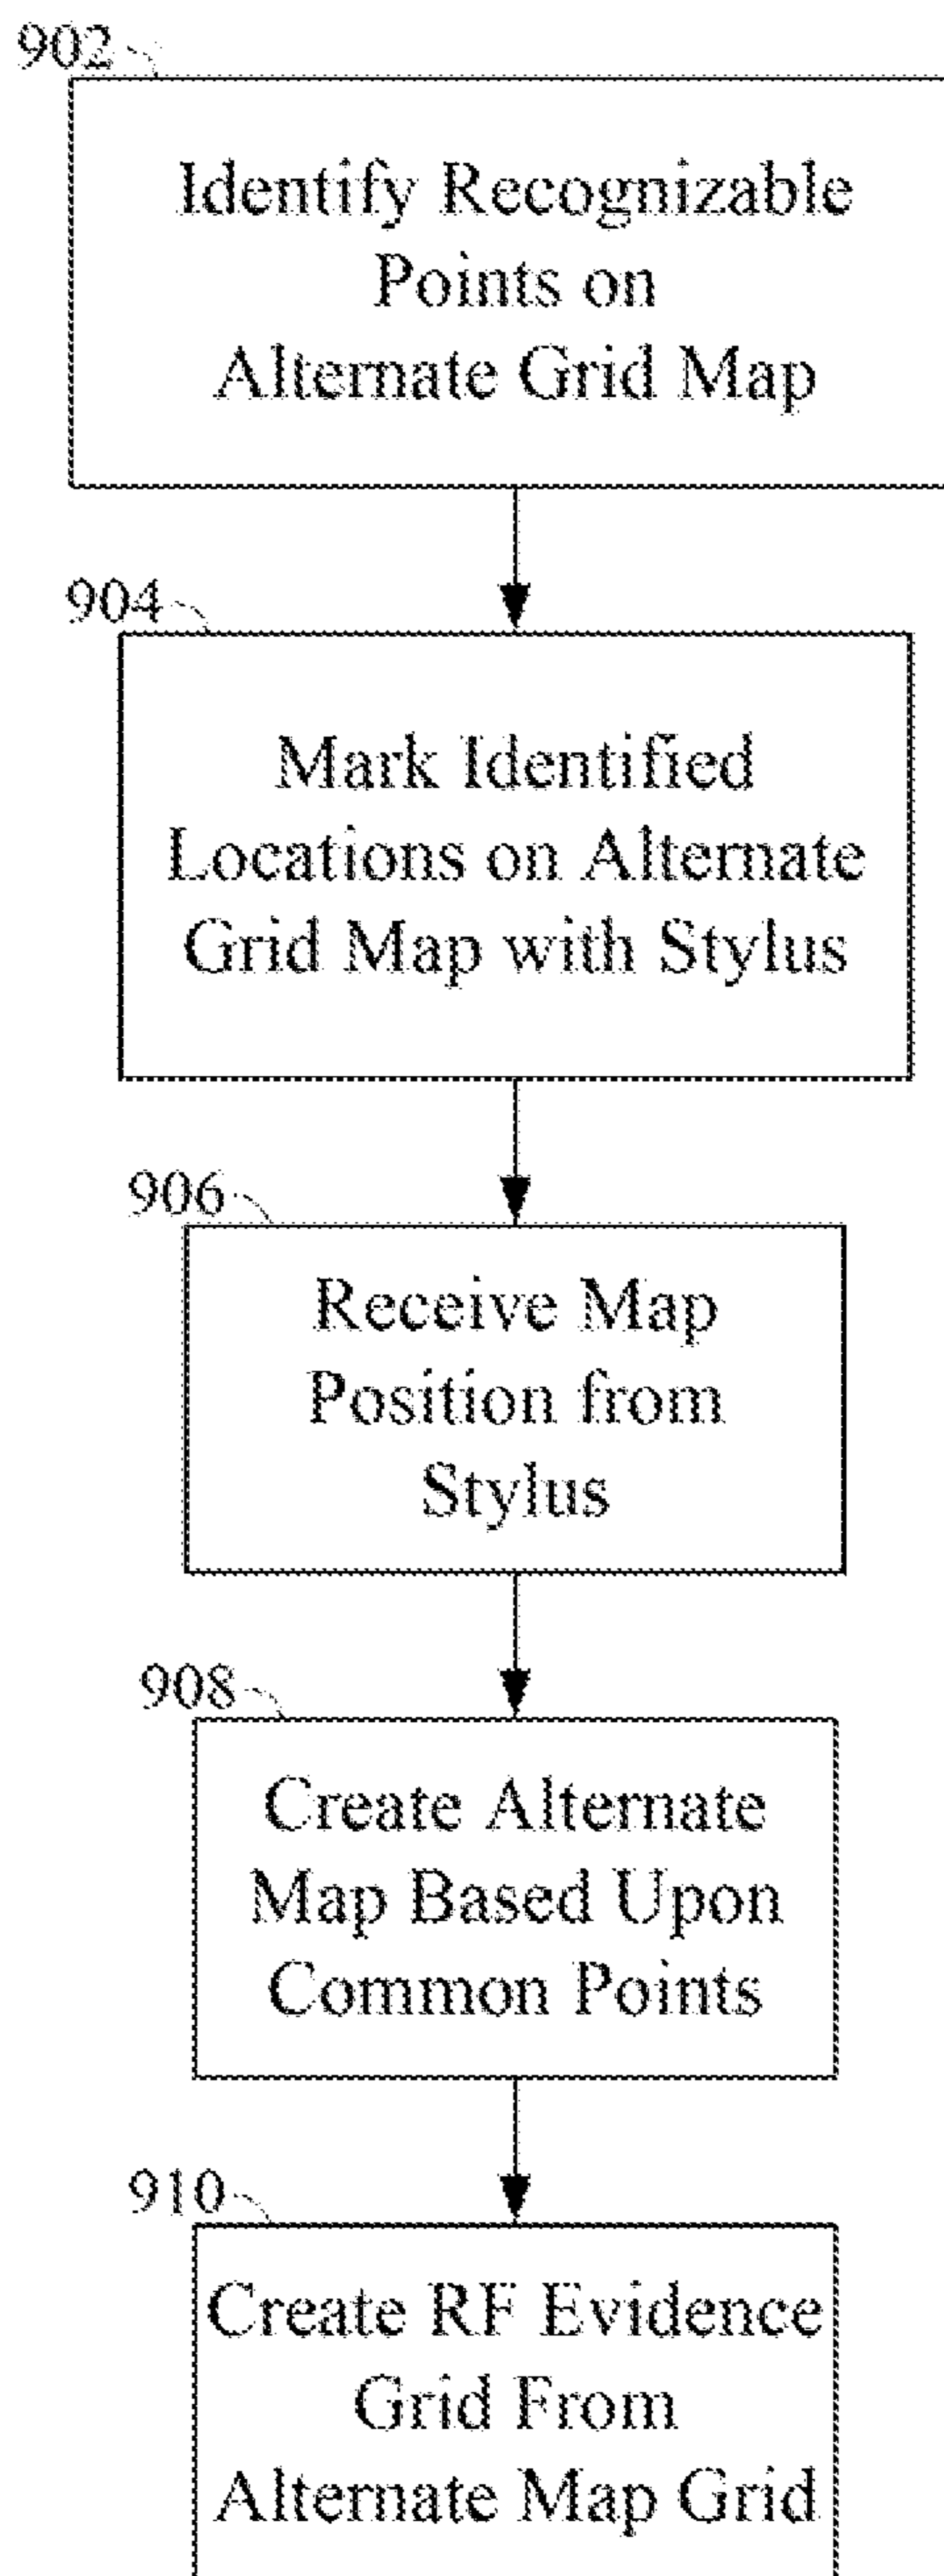 902
Identify Recognizable
Points on
Alternate Grid Map
904
Mark Identified
Locations on Alternate
Grid Map with Stylus
906
Receive Map
Position from
Stylus
908
Create Alternate
Map Based Upon
Common Points
910
Create RF Evidence
Grid From
Alternate Map Grid